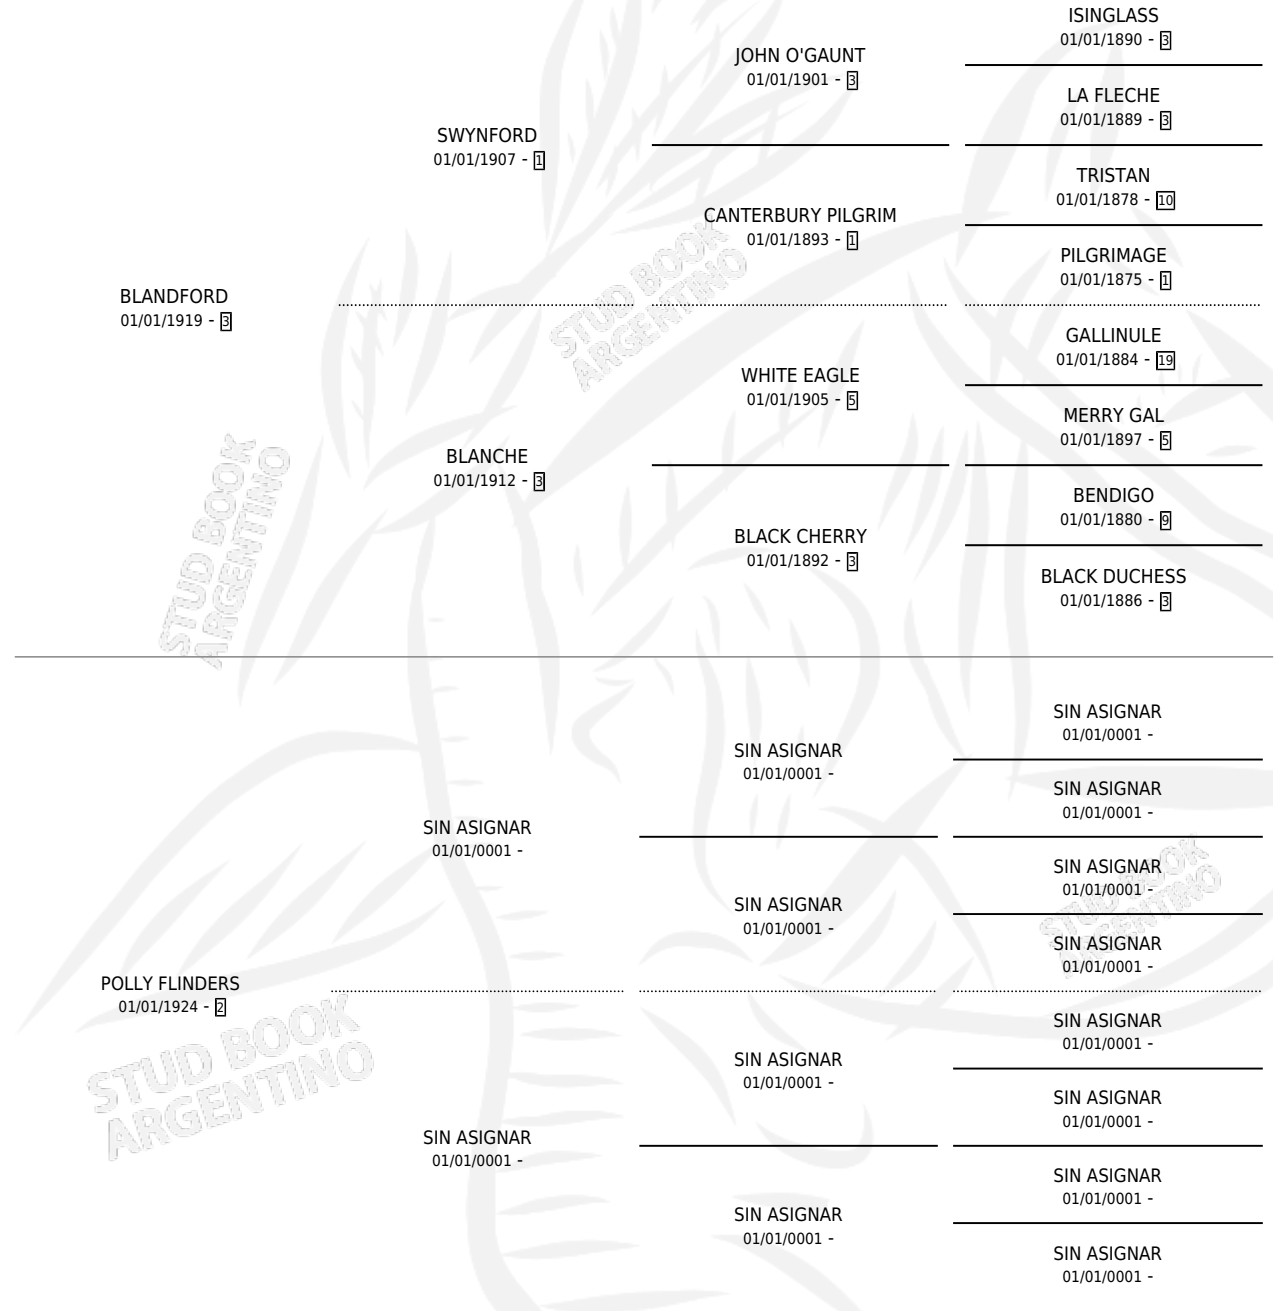 ISINGLASS
01/01/1890 - 3
JOHN O'GAUNT
01/01/1901 - 3
LA FLECHE
01/01/1889 - 3
SWYNFORD
01/01/1907 - 1
TRISTAN
01/01/1878 - 10
CANTERBURY PILGRIM
01/01/1893 - 1
PILGRIMAGE
01/01/1875 - 1
BLANDFORD
01/01/1919 - 3
GALLINULE
01/01/1884 - 19
WHITE EAGLE
01/01/1905 - 5
MERRY GAL
01/01/1897 - 5
BLANCHE
01/01/1912 - 3
BENDIGO
01/01/1880 - 9
BLACK CHERRY
01/01/1892 - 3
BLACK DUCHESS
01/01/1886 - 3
STUD BOOK
ARGENTINO
STUD BOOK
ARGENTINO
SIN ASIGNAR
01/01/0001 -
SIN ASIGNAR
01/01/0001 -
SIN ASIGNAR
01/01/0001 -
SIN ASIGNAR
01/01/0001 -
SIN ASIGNAR
01/01/0001 -
SIN ASIGNAR
01/01/0001 -
SIN ASIGNAR
01/01/0001 -
POLLY FLINDERS
01/01/1924 - 2
SIN ASIGNAR
01/01/0001 -
SIN ASIGNAR
01/01/0001 -
SIN ASIGNAR
01/01/0001 -
SIN ASIGNAR
01/01/0001 -
SIN ASIGNAR
01/01/0001 -
SIN ASIGNAR
01/01/0001 -
SIN ASIGNAR
01/01/0001 -
STUD BOOK
ARGENTINO
STUD BOOK
ARGENTINO